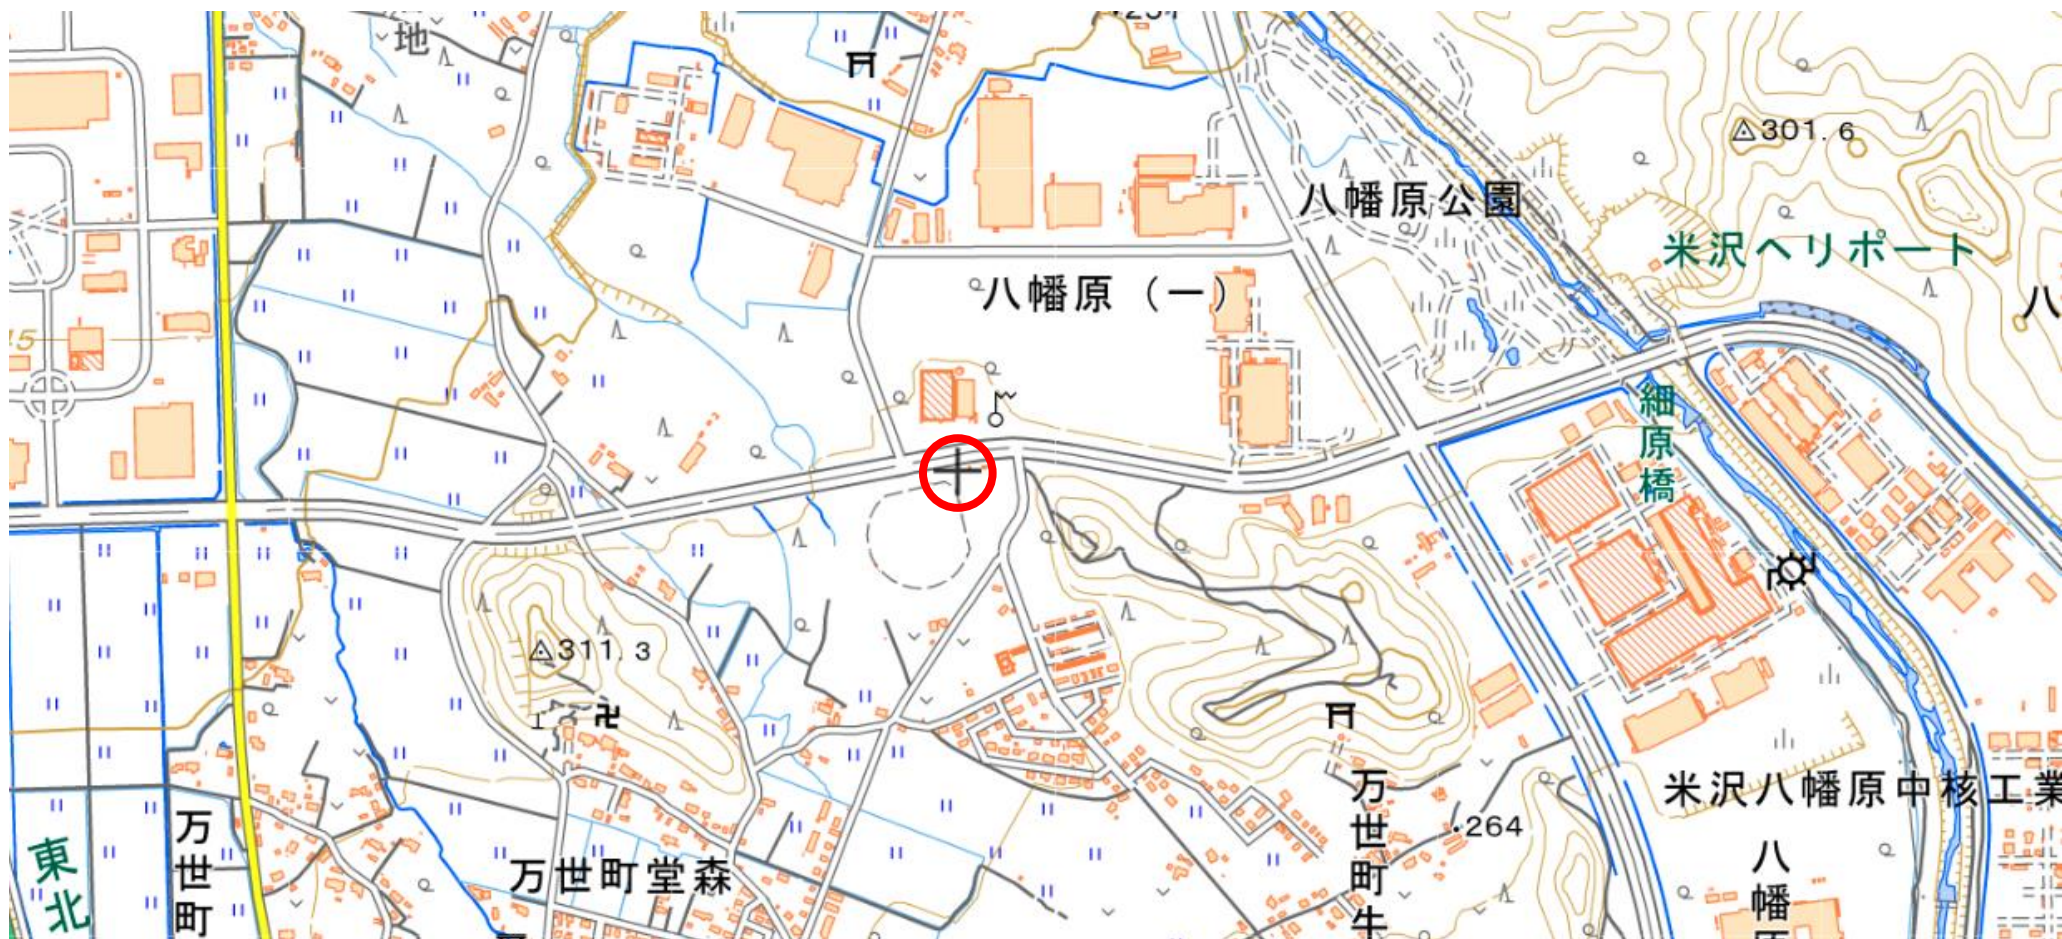 地
301.6
八幡原公園
米沢ヘリポート
八幡原（一）
八
細原橋
311.3
万世町
東北
万世町堂森
万世町牛
264
米沢八幡原中核工業
八幡